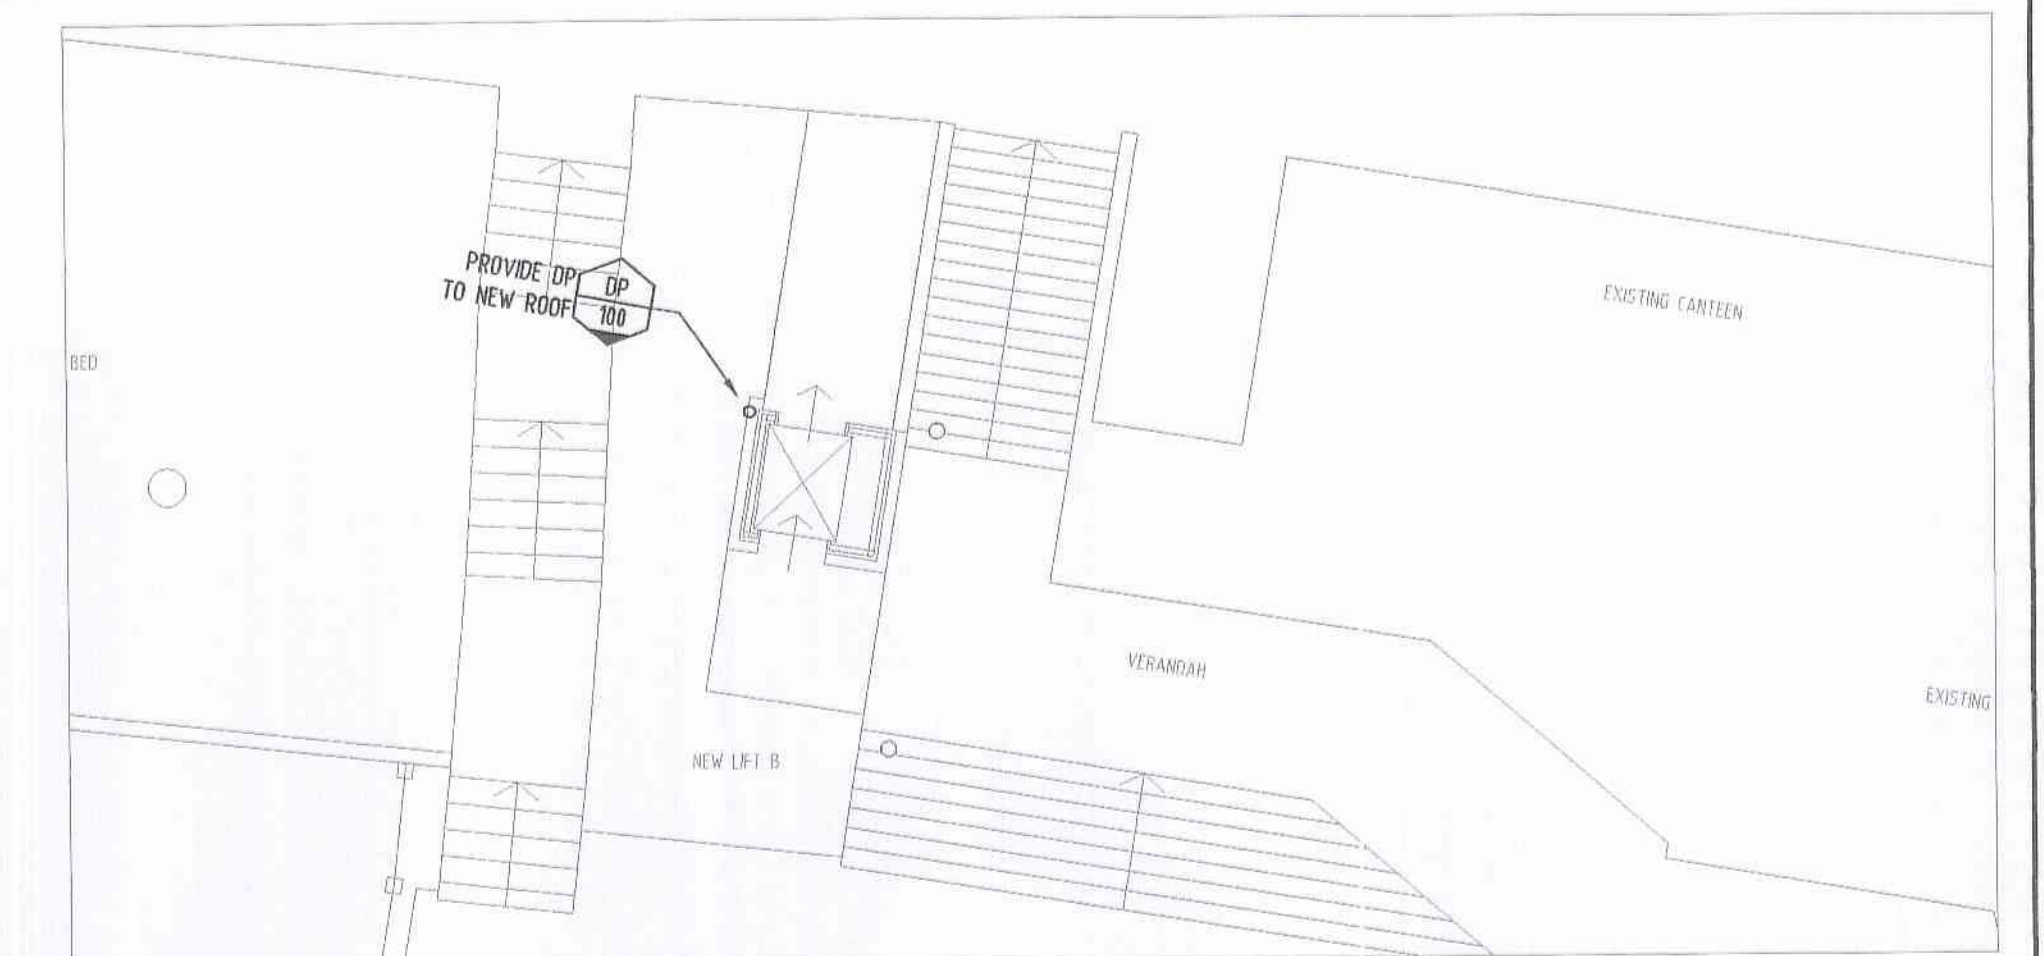 PROVIDE DP
TO NEW ROOF
DP
100
EXISTING CANTEEN
BED
VERANDAH
EXISTING
NEW LIFT B